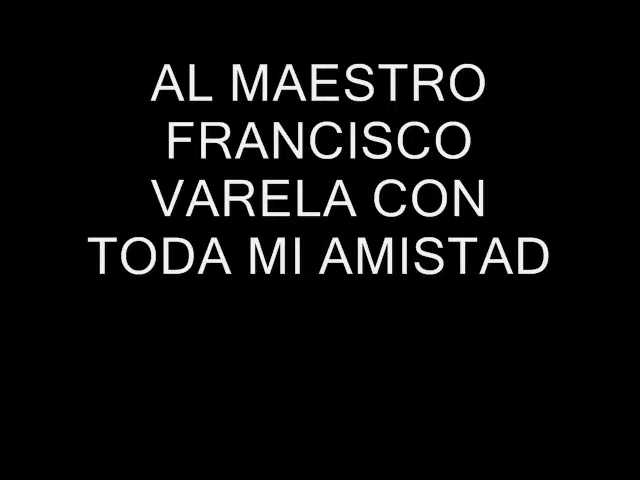 AL MAESTRO
FRANCISCO
VARELA CON
TODA MI AMISTAD